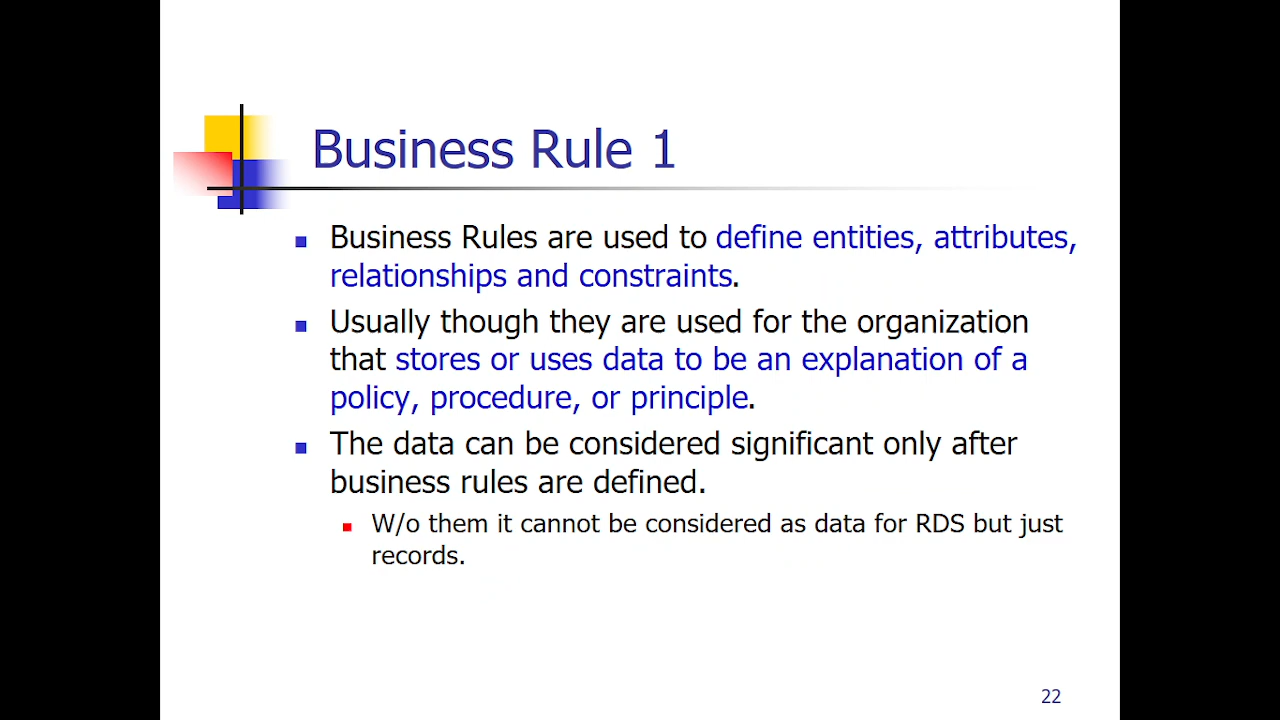 Business Rule 1
Business Rules are used to define entities, attributes,
relationships and constraints.
Usually though they are used for the organization
that stores or uses data to be an explanation of a
policy, procedure, or principle.
The data can be considered significant only after
business rules are defined.
W/o them it cannot be considered as data for RDS but just
records.
22